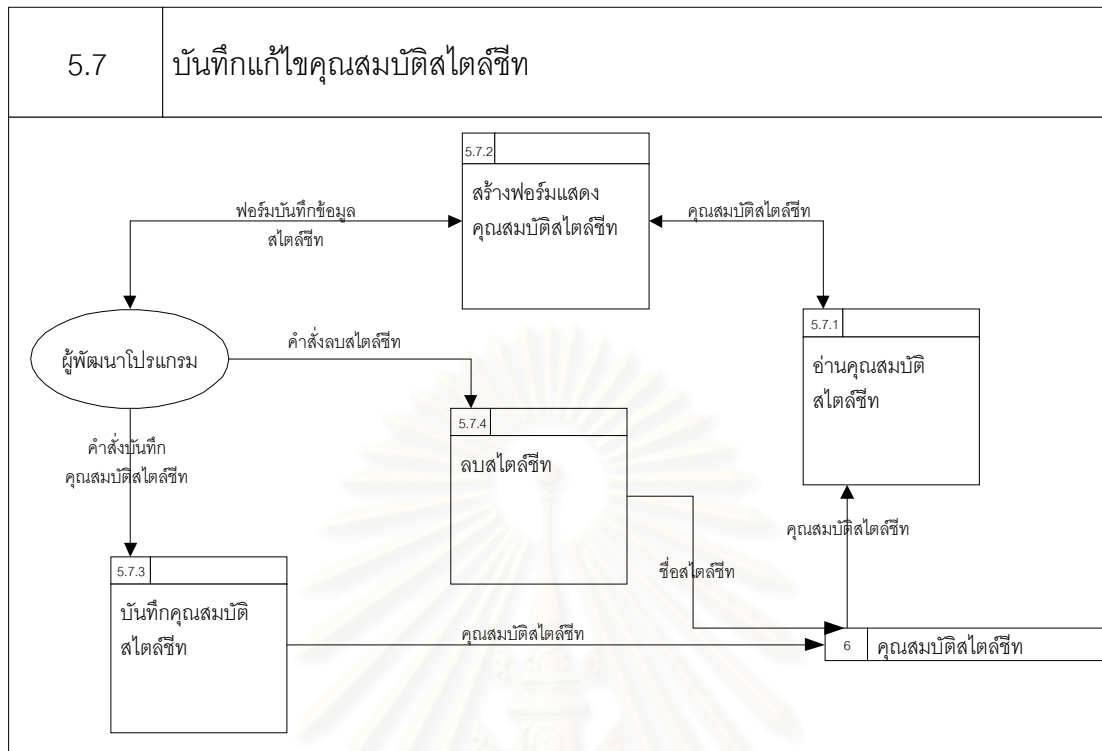 5.7
บันทึกแก้ไขคุณสมบัติสไตล์ชีท
5.7.2
สร้างฟอร์มแสดง
คุณสมบัติสไตล์ชีท
ฟอร์มบันทึกข้อมูล
สไตล์ชีท
คุณสมบัติสไตล์ชีท
5.7.1
อ่านคุณสมบัติ
สไตล์ชีท
ผู้พัฒนาโปรแกรม
คำสั่งลบสไตล์ชีท
5.7.4
ลบสไตล์ชีท
คำสั่งบันทึก
คุณสมบัติสไตล์ชีท
คุณสมบัติสไตล์ชีท
5.7.3
บันทึกคุณสมบัติ
สไตล์ชีท
ชื่อสไตล์ชีท
คุณสมบัติสไตล์ชีท
6
คุณสมบัติสไตล์ชีท